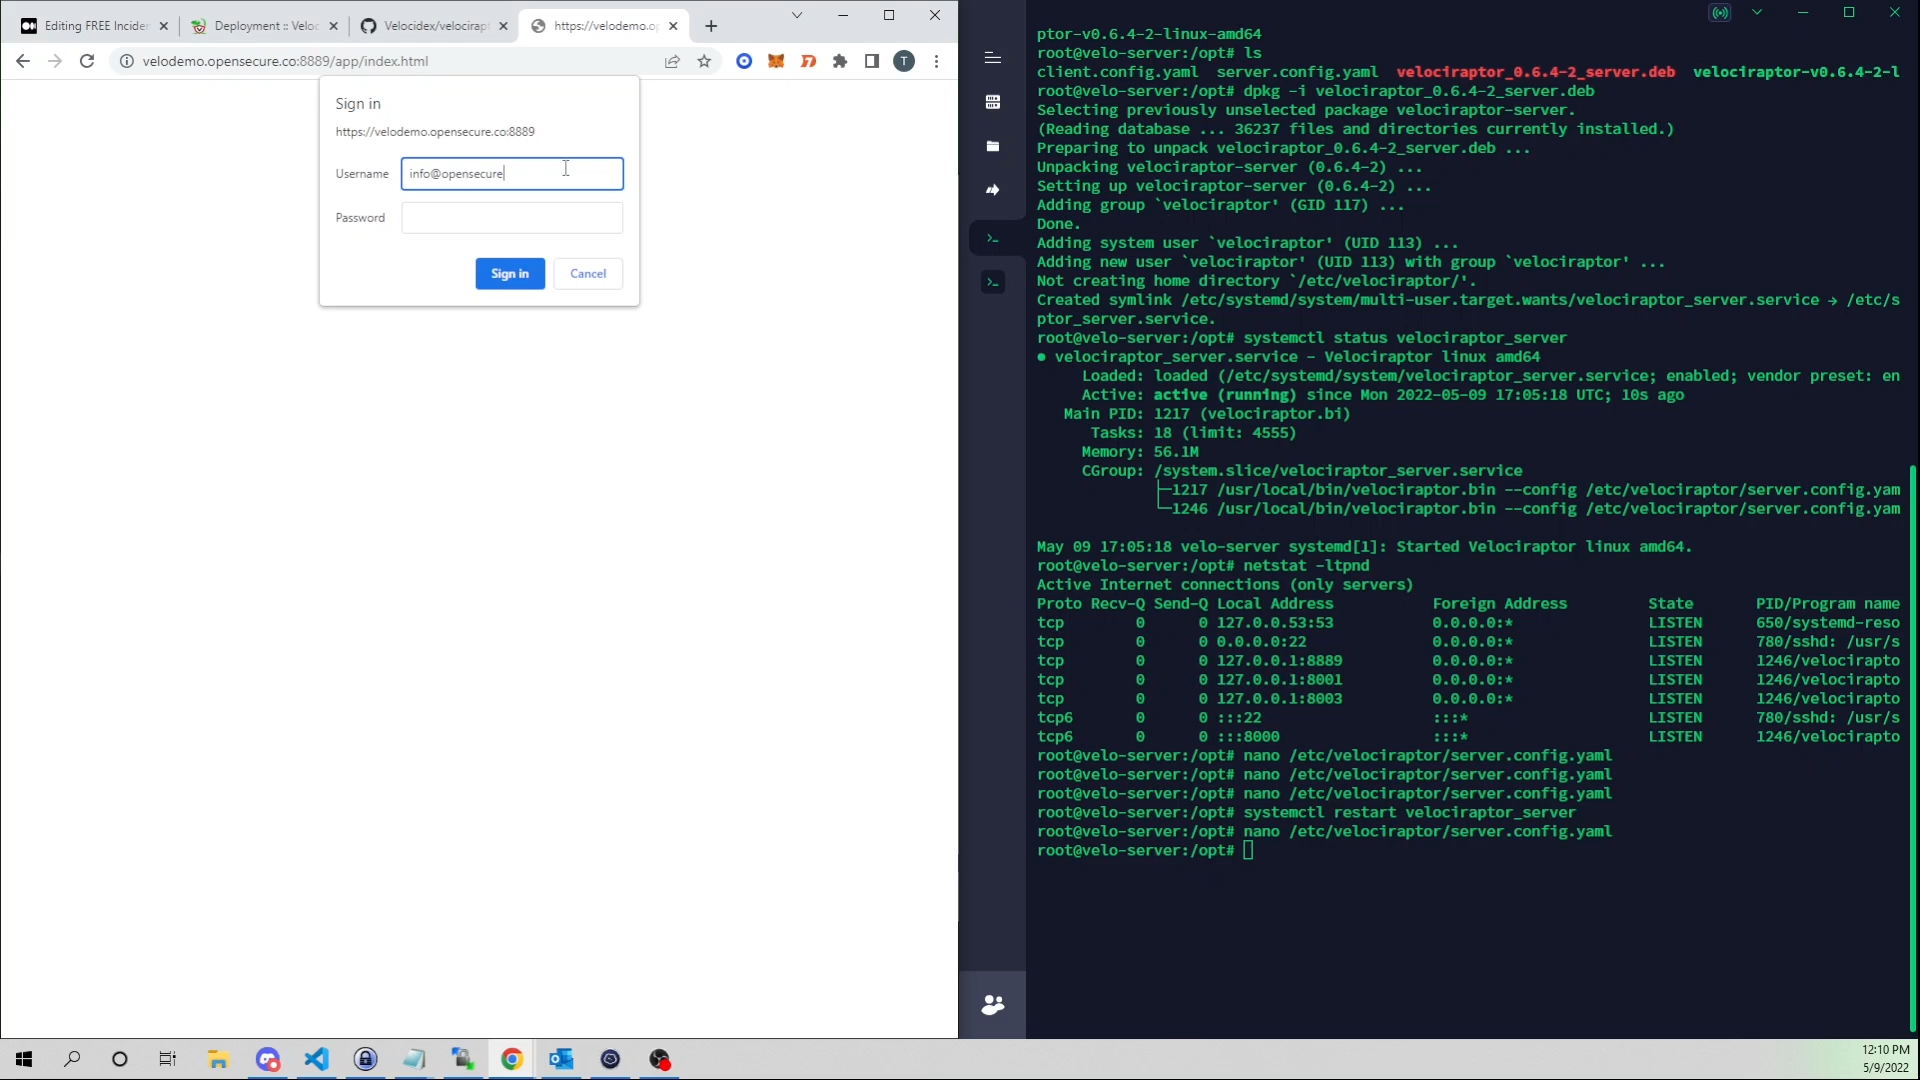 Editing FREE Inciden
Deployment :: Veloc
Velocidex/velocirapt
https://velodemo.op
velodemo.opensecure.co:8889/app/index.html
T
Sign in
https://velodemo.opensecure.co:8889
Username
info@opensecure
Password
Sign in
Cancel
ptor-v0.6.4-2-linux-amd64
root@velo-server:/opt# ls
client.config.yaml  server.config.yaml  velociraptor_0.6.4-2_server.deb  velociraptor-v0.6.4-2-l
root@velo-server:/opt# dpkg -i velociraptor_0.6.4-2_server.deb
Selecting previously unselected package velociraptor-server.
(Reading database ... 36237 files and directories currently installed.)
Preparing to unpack velociraptor_0.6.4-2_server.deb ...
Unpacking velociraptor-server (0.6.4-2) ...
Setting up velociraptor-server (0.6.4-2) ...
Adding group `velociraptor' (GID 117) ...
Done.
Adding system user `velociraptor' (UID 113) ...
Adding new user `velociraptor' (UID 113) with group `velociraptor' ...
Not creating home directory `/etc/velociraptor/'.
Created symlink /etc/systemd/system/multi-user.target.wants/velociraptor_server.service → /etc/s
ptor_server.service.
root@velo-server:/opt# systemctl status velociraptor_server
● velociraptor_server.service - Velociraptor linux amd64
Loaded: loaded (/etc/systemd/system/velociraptor_server.service; enabled; vendor preset: en
Active: active (running) since Mon 2022-05-09 17:05:18 UTC; 10s ago
Main PID: 1217 (velociraptor.bi)
Tasks: 18 (limit: 4555)
Memory: 56.1M
CGroup: /system.slice/velociraptor_server.service
├─1217 /usr/local/bin/velociraptor.bin --config /etc/velociraptor/server.config.yam
└─1246 /usr/local/bin/velociraptor.bin --config /etc/velociraptor/server.config.yam
May 09 17:05:18 velo-server systemd[1]: Started Velociraptor linux amd64.
root@velo-server:/opt# netstat -ltpnd
Active Internet connections (only servers)
Proto Recv-Q Send-Q Local Address           Foreign Address         State       PID/Program name
tcp        0      0 127.0.0.53:53           0.0.0.0:*               LISTEN      650/systemd-reso
tcp        0      0 0.0.0.0:22              0.0.0.0:*               LISTEN      780/sshd: /usr/s
tcp        0      0 127.0.0.1:8889          0.0.0.0:*               LISTEN      1246/velocirapto
tcp        0      0 127.0.0.1:8001          0.0.0.0:*               LISTEN      1246/velocirapto
tcp        0      0 127.0.0.1:8003          0.0.0.0:*               LISTEN      1246/velocirapto
tcp6       0      0 :::22                   :::*                    LISTEN      780/sshd: /usr/s
tcp6       0      0 :::8000                 :::*                    LISTEN      1246/velocirapto
root@velo-server:/opt# nano /etc/velociraptor/server.config.yaml
root@velo-server:/opt# nano /etc/velociraptor/server.config.yaml
root@velo-server:/opt# nano /etc/velociraptor/server.config.yaml
root@velo-server:/opt# systemctl restart velociraptor_server
root@velo-server:/opt# nano /etc/velociraptor/server.config.yaml
root@velo-server:/opt#
12:10 PM
5/9/2022